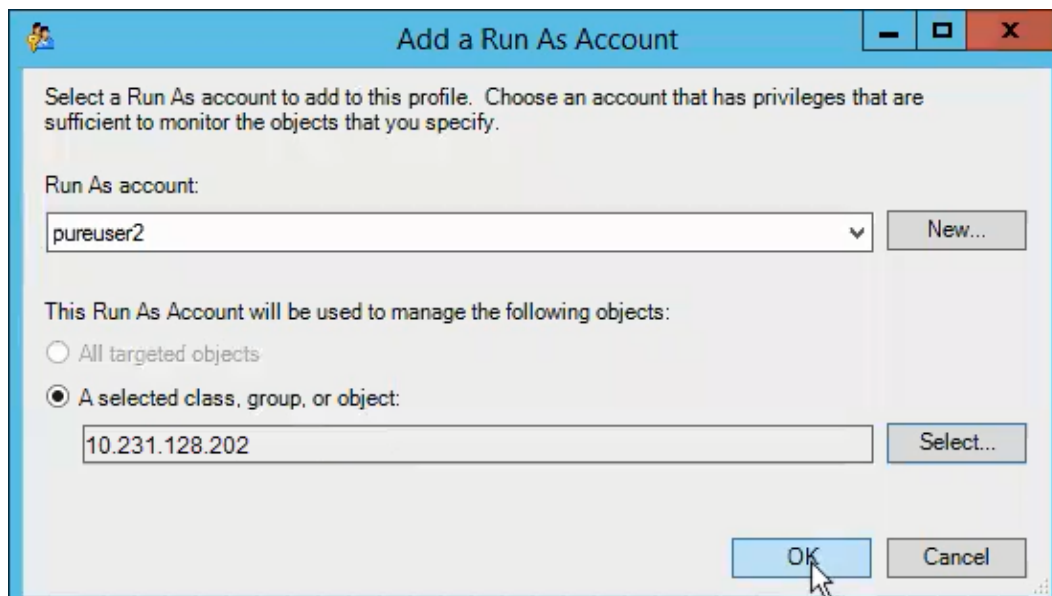 Add a Run As Account
Select a Run As account to add to this profile.  Choose an account that has privileges that are
sufficient to monitor the objects that you specify.
Run As account:
pureuser2
New...
This Run As Account will be used to manage the following objects:
All targeted objects
A selected class, group, or object:
10.231.128.202
Select...
OK
Cancel